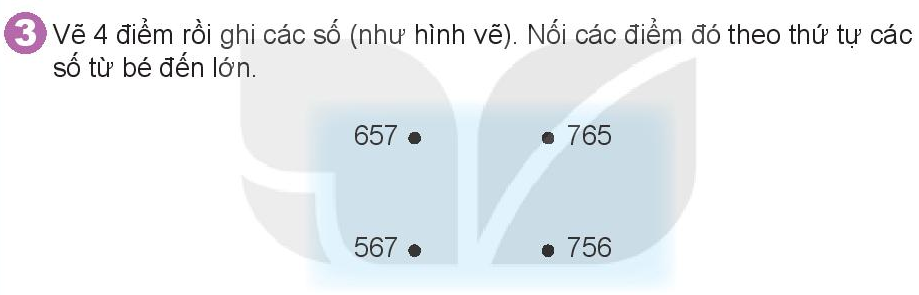 3 Vẽ 4 điểm rồi ghi các số (như hình vẽ). Nối các điểm đó theo thứ tự các
số từ bé đến lớn.
657 765
567 756